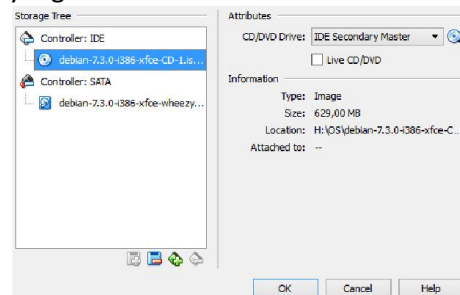 Storage Tree
Controller: IDE
debian-7.3.0-i386-xfce-CD-1.is...
Controller: SATA
debian-7.3.0-i386-xfce-wheezy...
Attributes
CD/DVD Drive: IDE Secondary Master
Live CD/DVD
Information
Type: Image
Size: 629,00 MB
Location: H:\OS\debian-7.3.0-i386-xfce-C...
Attached to: --
OK Cancel Help